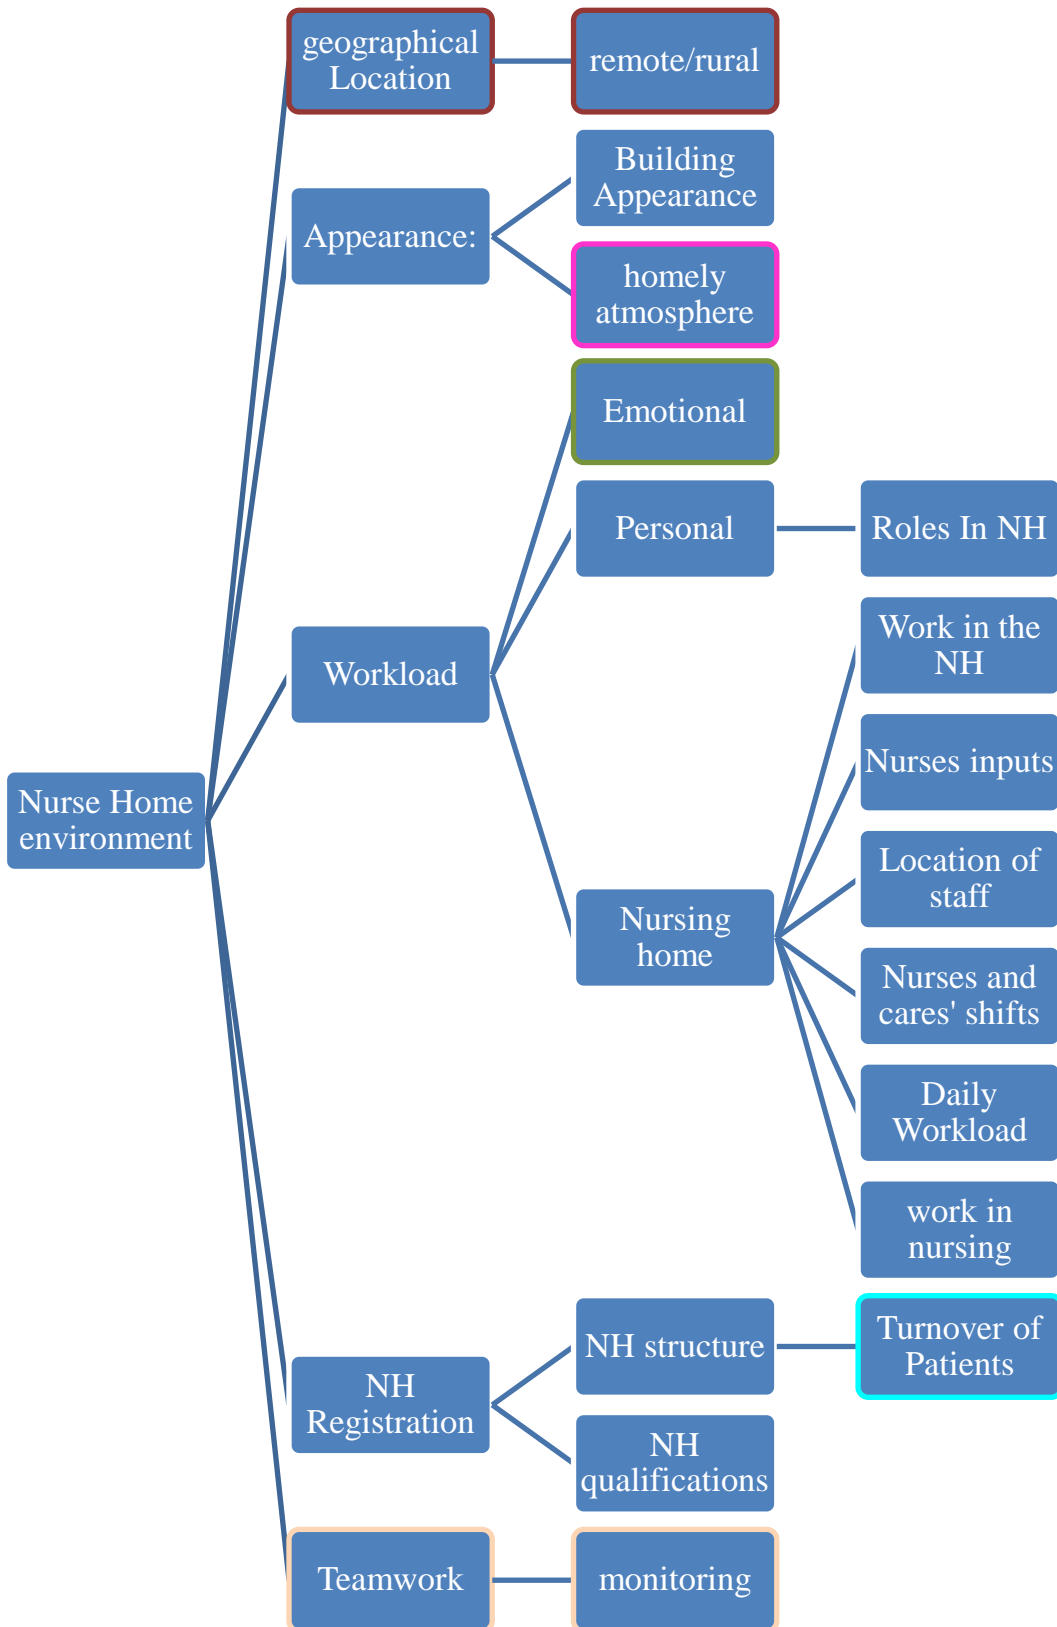 geographical
Location
remote/rural
Building
Appearance
Appearance:
homely
atmosphere
Emotional
Personal
Roles In NH
Work in the
NH
Workload
Nurses inputs
Nurse Home
environment
Location of
staff
Nursing
home
Nurses and
cares' shifts
Daily
Workload
work in
nursing
NH structure
Turnover of
Patients
NH
Registration
NH
qualifications
Teamwork
monitoring